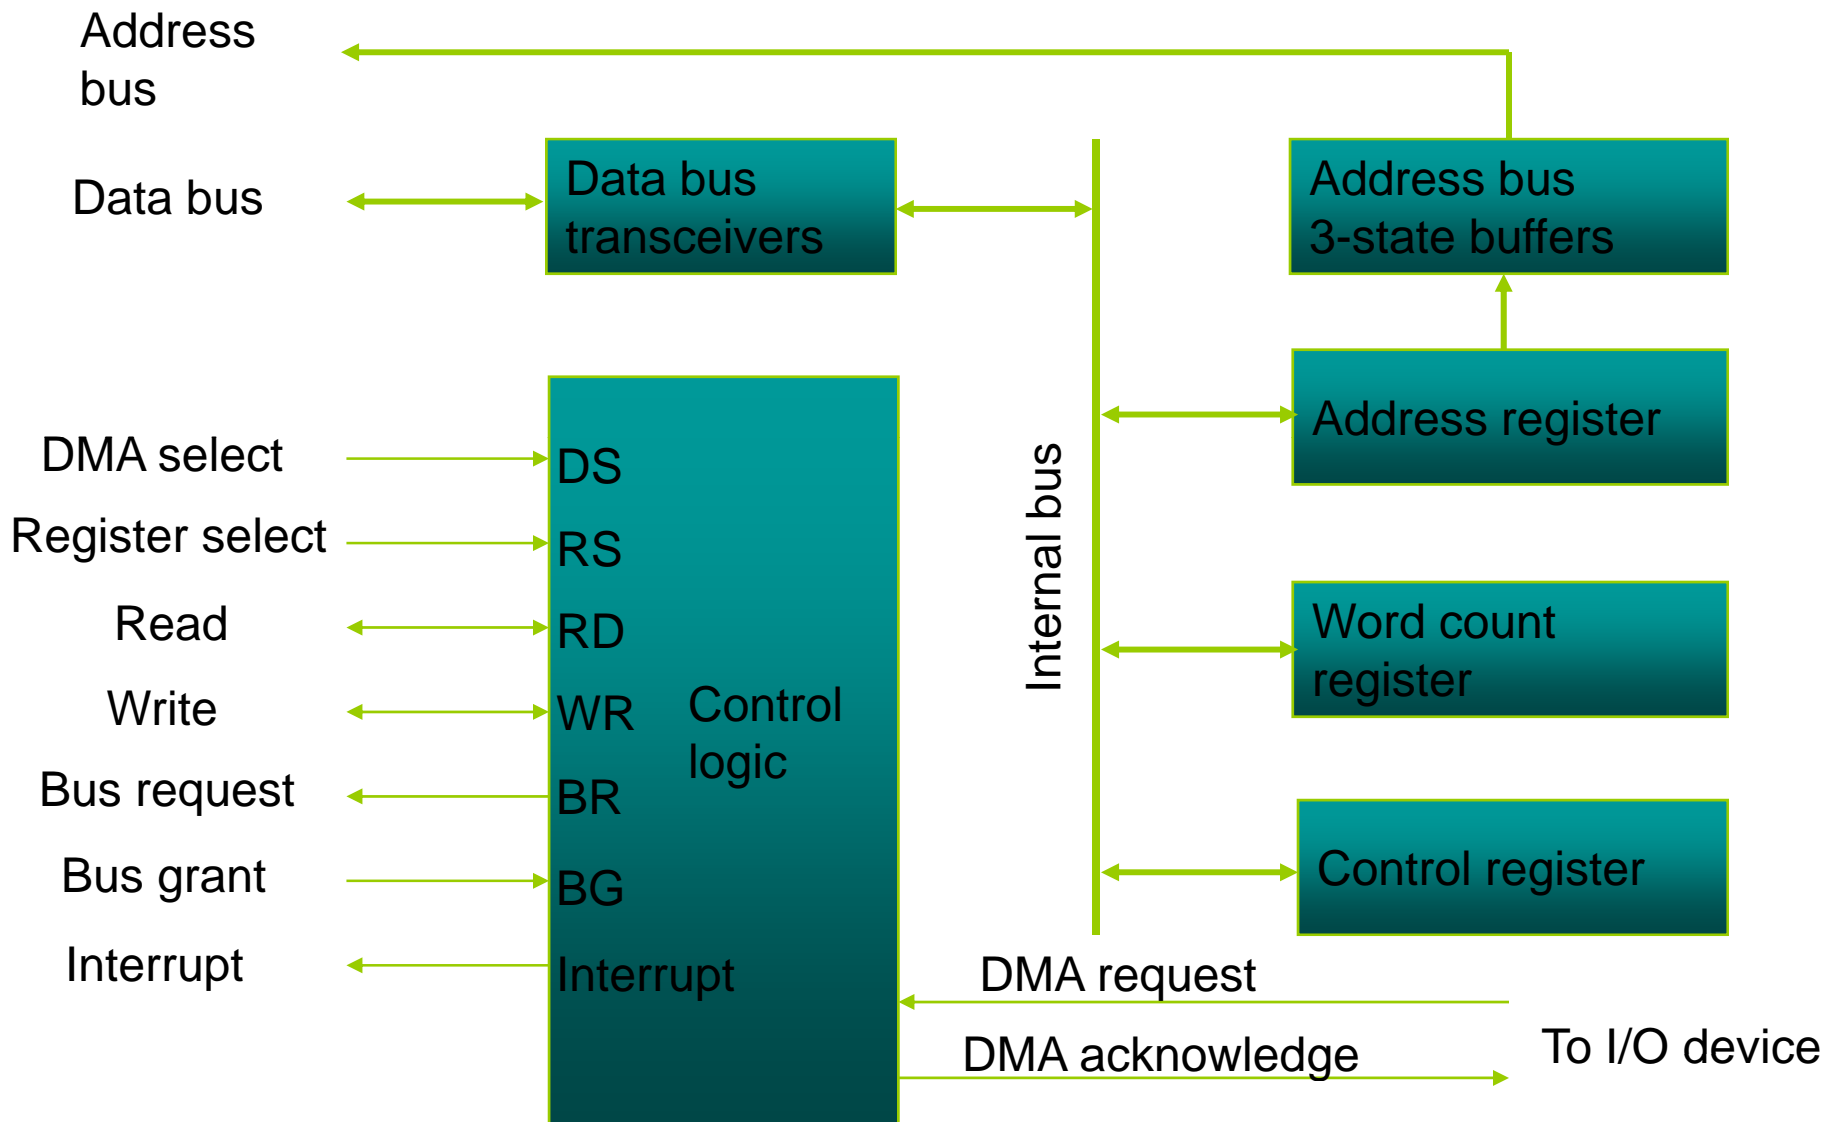 Address
bus
Data bus
Data bus
transceivers
Address bus
3-state buffers
Address register
DMA select
DS
Register select
RS
Read
RD
Write
WR
Control
logic
Internal bus
Word count
register
Bus request
BR
Bus grant
BG
Control register
Interrupt
Interrupt
DMA request
DMA acknowledge
To I/O device